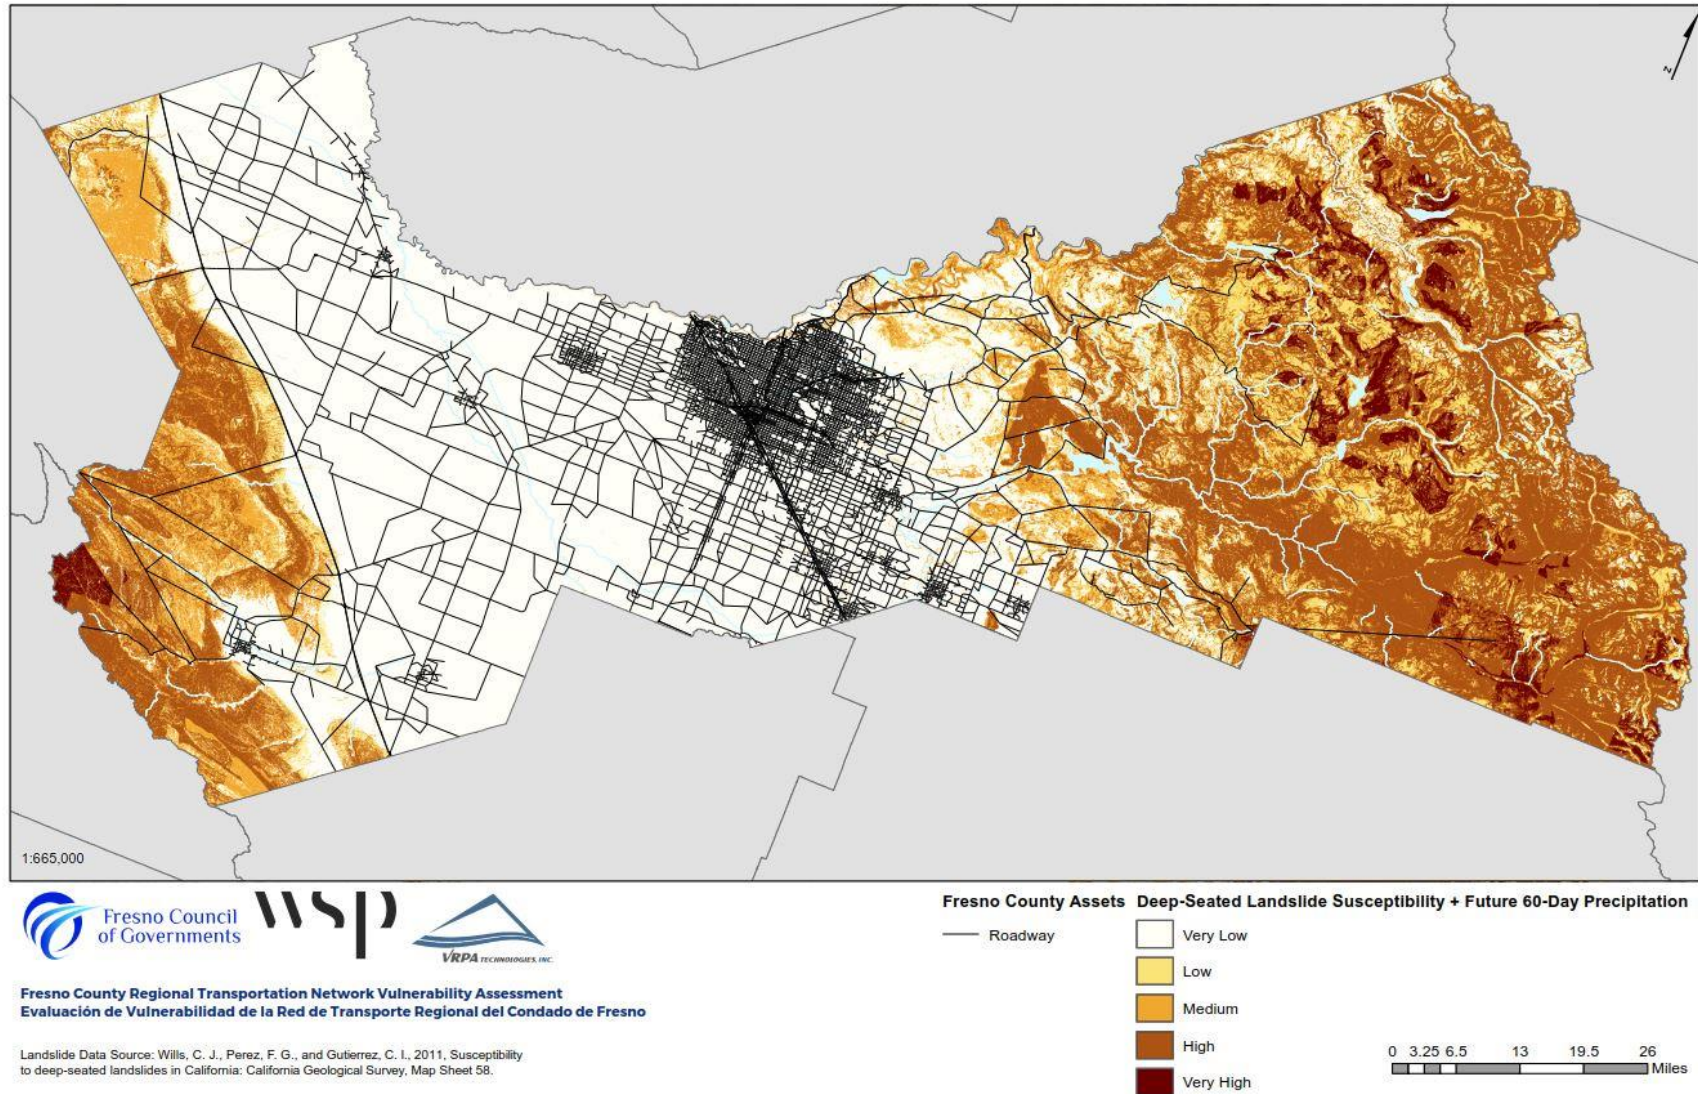 N
1:665,000
Fresno Council
of Governments
wsp
VRPA TECHNOLOGIES, INC.
Fresno County Regional Transportation Network Vulnerability Assessment
Evaluación de Vulnerabilidad de la Red de Transporte Regional del Condado de Fresno
Landslide Data Source: Wills, C. J., Perez, F. G., and Gutierrez, C. I., 2011, Susceptibility
to deep-seated landslides in California: California Geological Survey, Map Sheet 58.
Fresno County Assets
Roadway
Deep-Seated Landslide Susceptibility + Future 60-Day Precipitation
Very Low
Low
Medium
High
Very High
0 3.25 6.5 13 19.5 26
Miles